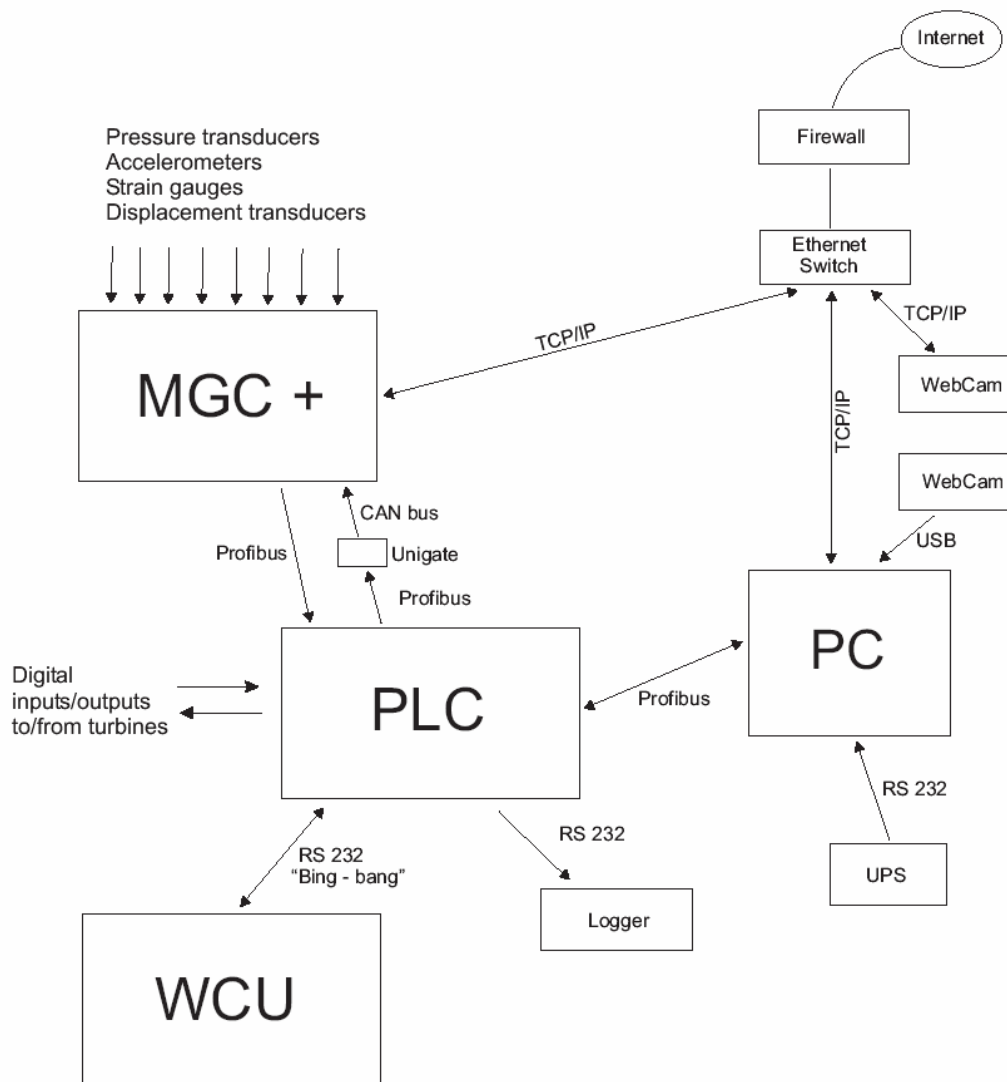 Internet
Firewall
Pressure transducers
Accelerometers
Strain gauges
Displacement transducers
Ethernet
Switch
TCP/IP
TCP/IP
TCP/IP
MGC +
WebCam
WebCam
CAN bus
USB
Profibus
Unigate
Profibus
PC
Digital
inputs/outputs
to/from turbines
PLC
Profibus
RS 232
RS 232
RS 232
"Bing - bang"
UPS
Logger
WCU